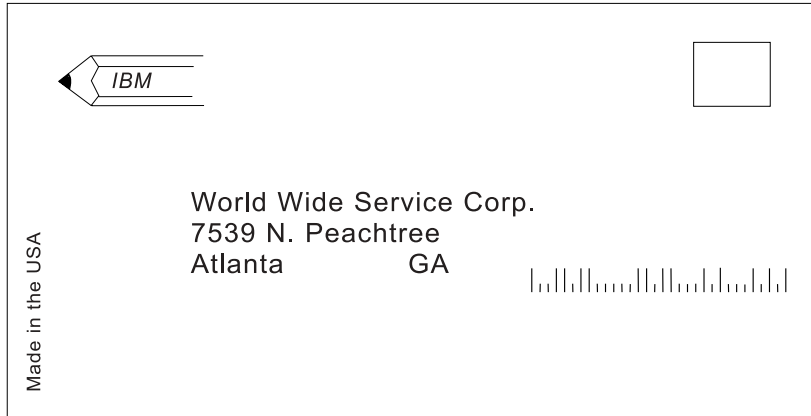 IBM
World Wide Service Corp.
7539 N. Peachtree
Atlanta GA
Made in the USA